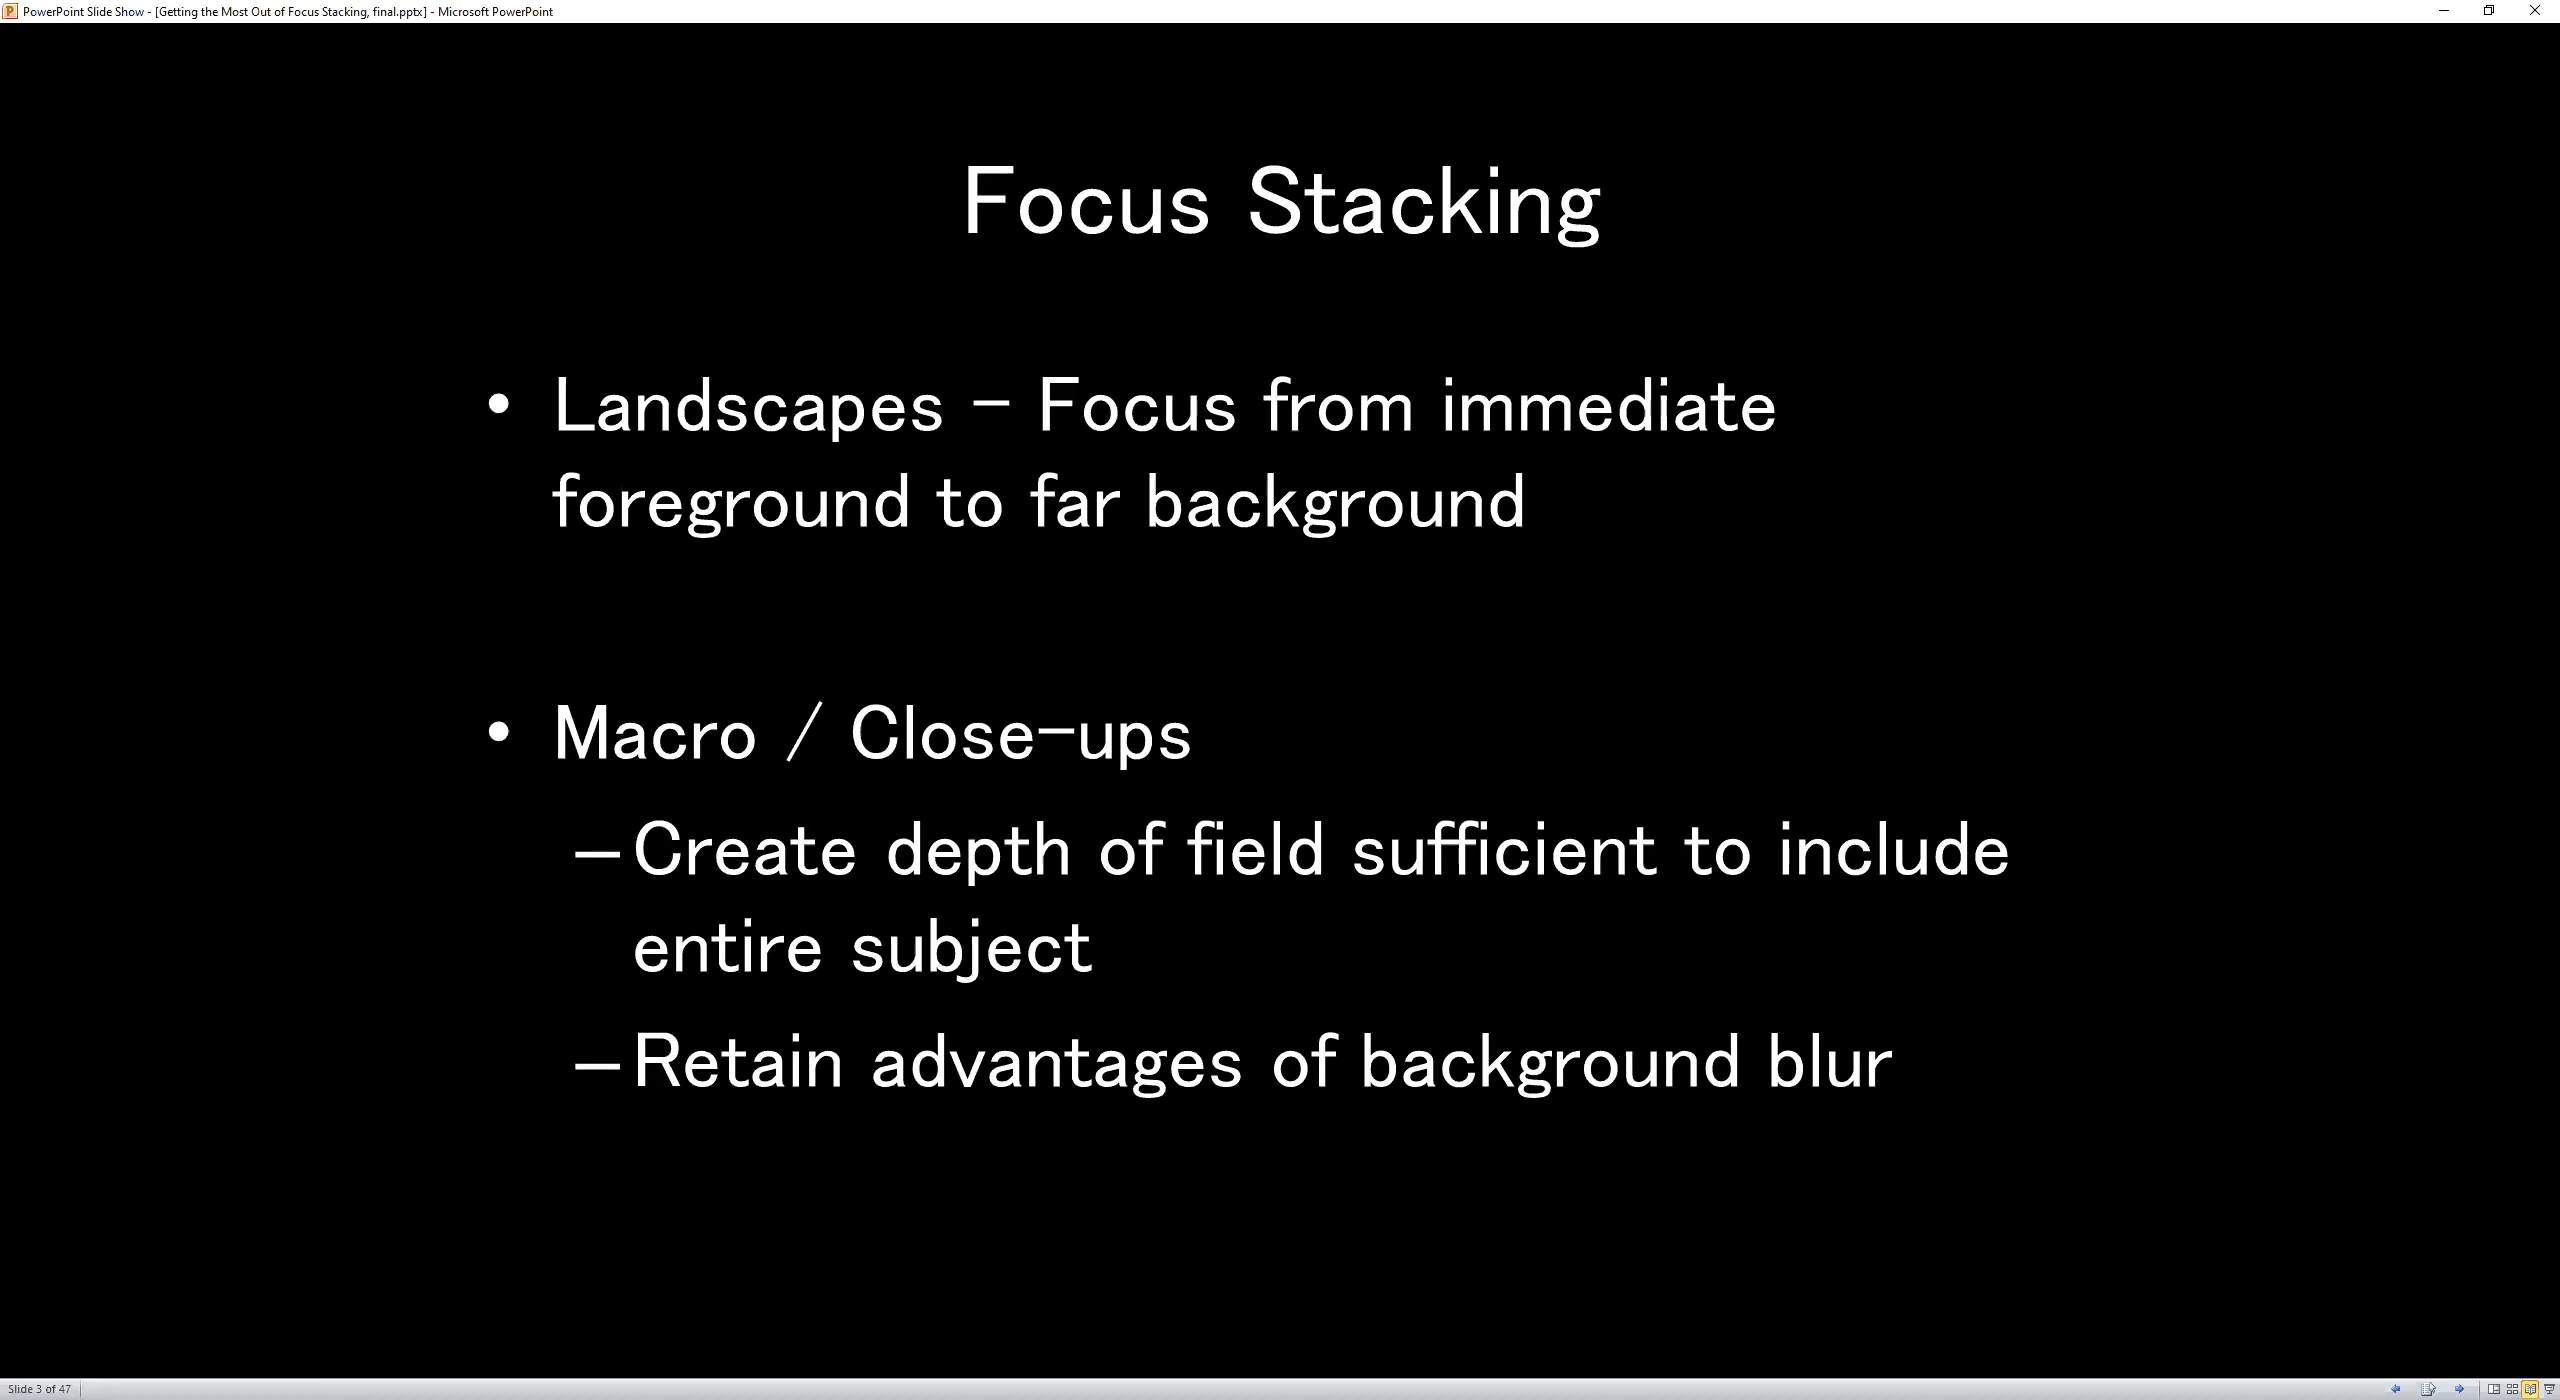 PowerPoint Slide Show - [Getting the Most Out of Focus Stacking, final.pptx] - Microsoft PowerPoint
Focus Stacking
• Landscapes – Focus from immediate
foreground to far background
• Macro / Close-ups
– Create depth of field sufficient to include
entire subject
– Retain advantages of background blur
Slide 3 of 47